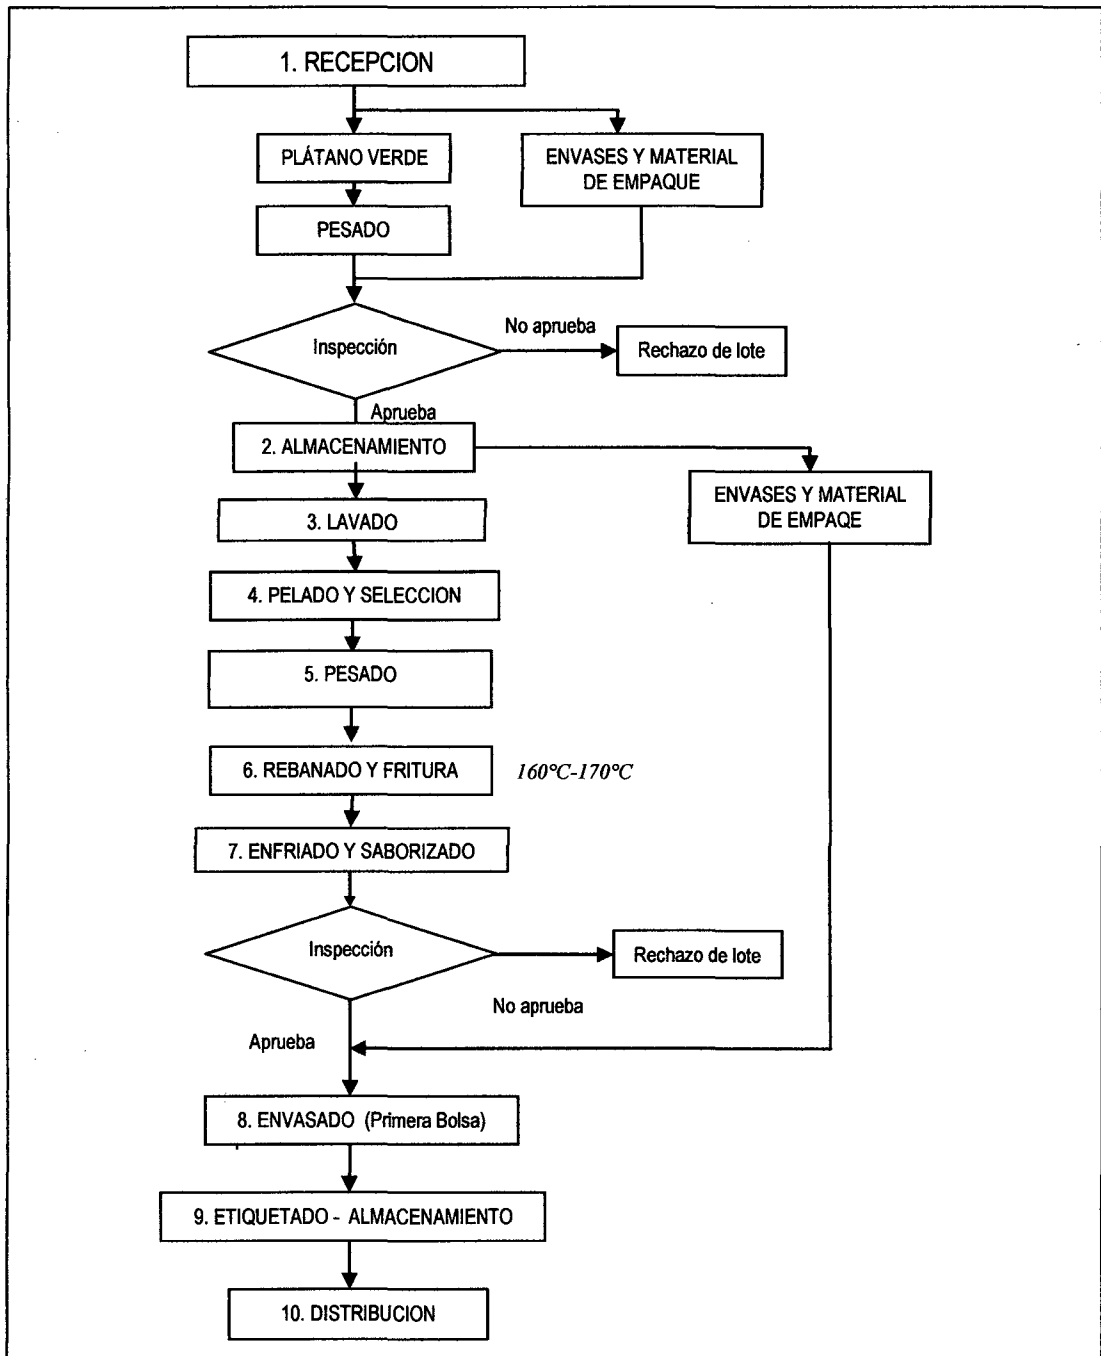 1. RECEPCION
PLÁTANO VERDE
ENVASES Y MATERIAL
DE EMPAQUE
PESADO
Inspección
No aprueba
Rechazo de lote
Aprueba
2. ALMACENAMIENTO
ENVASES Y MATERIAL
DE EMPAQE
3. LAVADO
4. PELADO Y SELECCION
5. PESADO
6. REBANADO Y FRITURA
160°C-170°C
7. ENFRIADO Y SABORIZADO
Inspección
Rechazo de lote
No aprueba
Aprueba
8. ENVASADO (Primera Bolsa)
9. ETIQUETADO - ALMACENAMIENTO
10. DISTRIBUCION